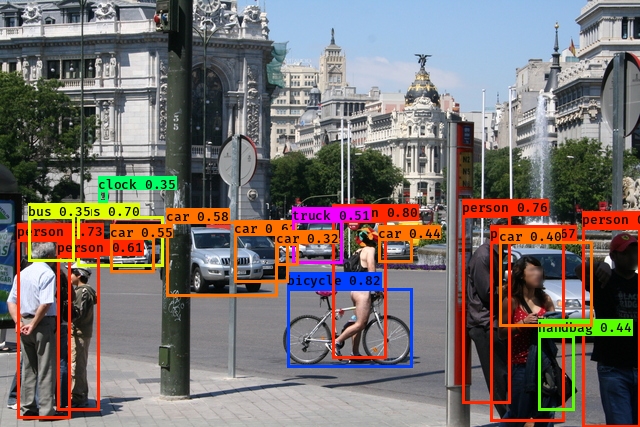 clock 0.35
bus 0.35
s 0.70
person
.73
person 0.61
car 0.55
car 0.58
car 0.6
car 0.32
truck 0.51
n 0.80
car 0.44
bicycle 0.82
person 0.76
car 0.40
57
person 0
handbag 0.44